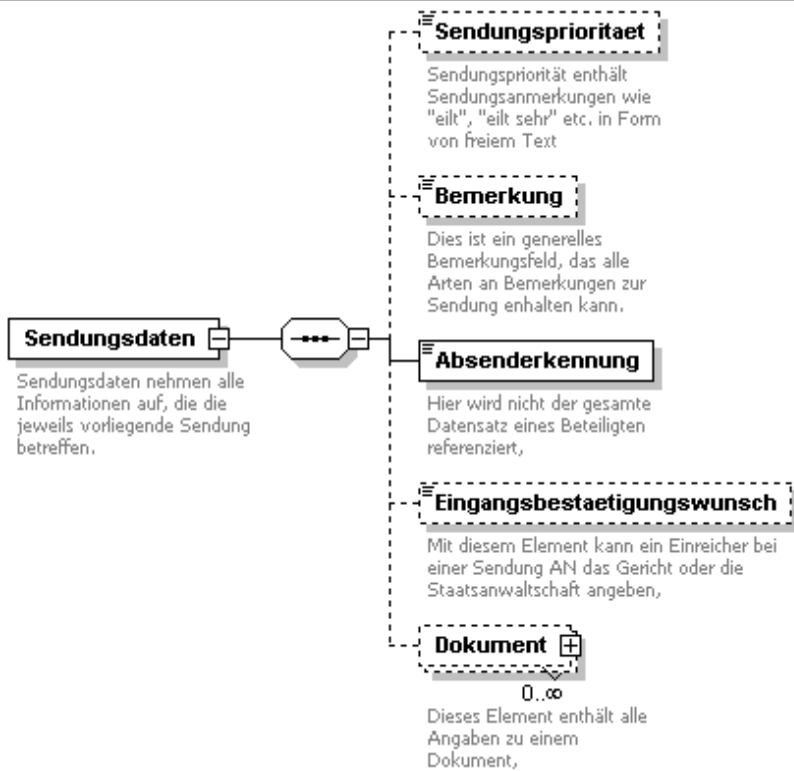 Sendungsprioritaet
Sendungspriorität enthält
Sendungsanmerkungen wie
"eilt", "eilt sehr" etc. in Form
von freiem Text
Bemerkung
Dies ist ein generelles
Bemerkungsfeld, das alle
Arten an Bemerkungen zur
Sendung enhalten kann.
Sendungsdaten
Sendungsdaten nehmen alle
Informationen auf, die die
jeweils vorliegende Sendung
betreffen.
Absenderkennung
Hier wird nicht der gesamte
Datensatz eines Beteiligten
referenziert,
Eingangsbestaetigungswunsch
Mit diesem Element kann ein Einreicher bei
einer Sendung AN das Gericht oder die
Staatsanwaltschaft angeben,
Dokument
0..∞
Dieses Element enthält alle
Angaben zu einem
Dokument,